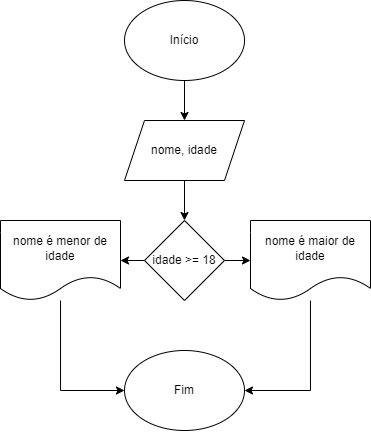 Início
nome, idade
nome é menor de
idade
idade >= 18
nome é maior de
idade
Fim